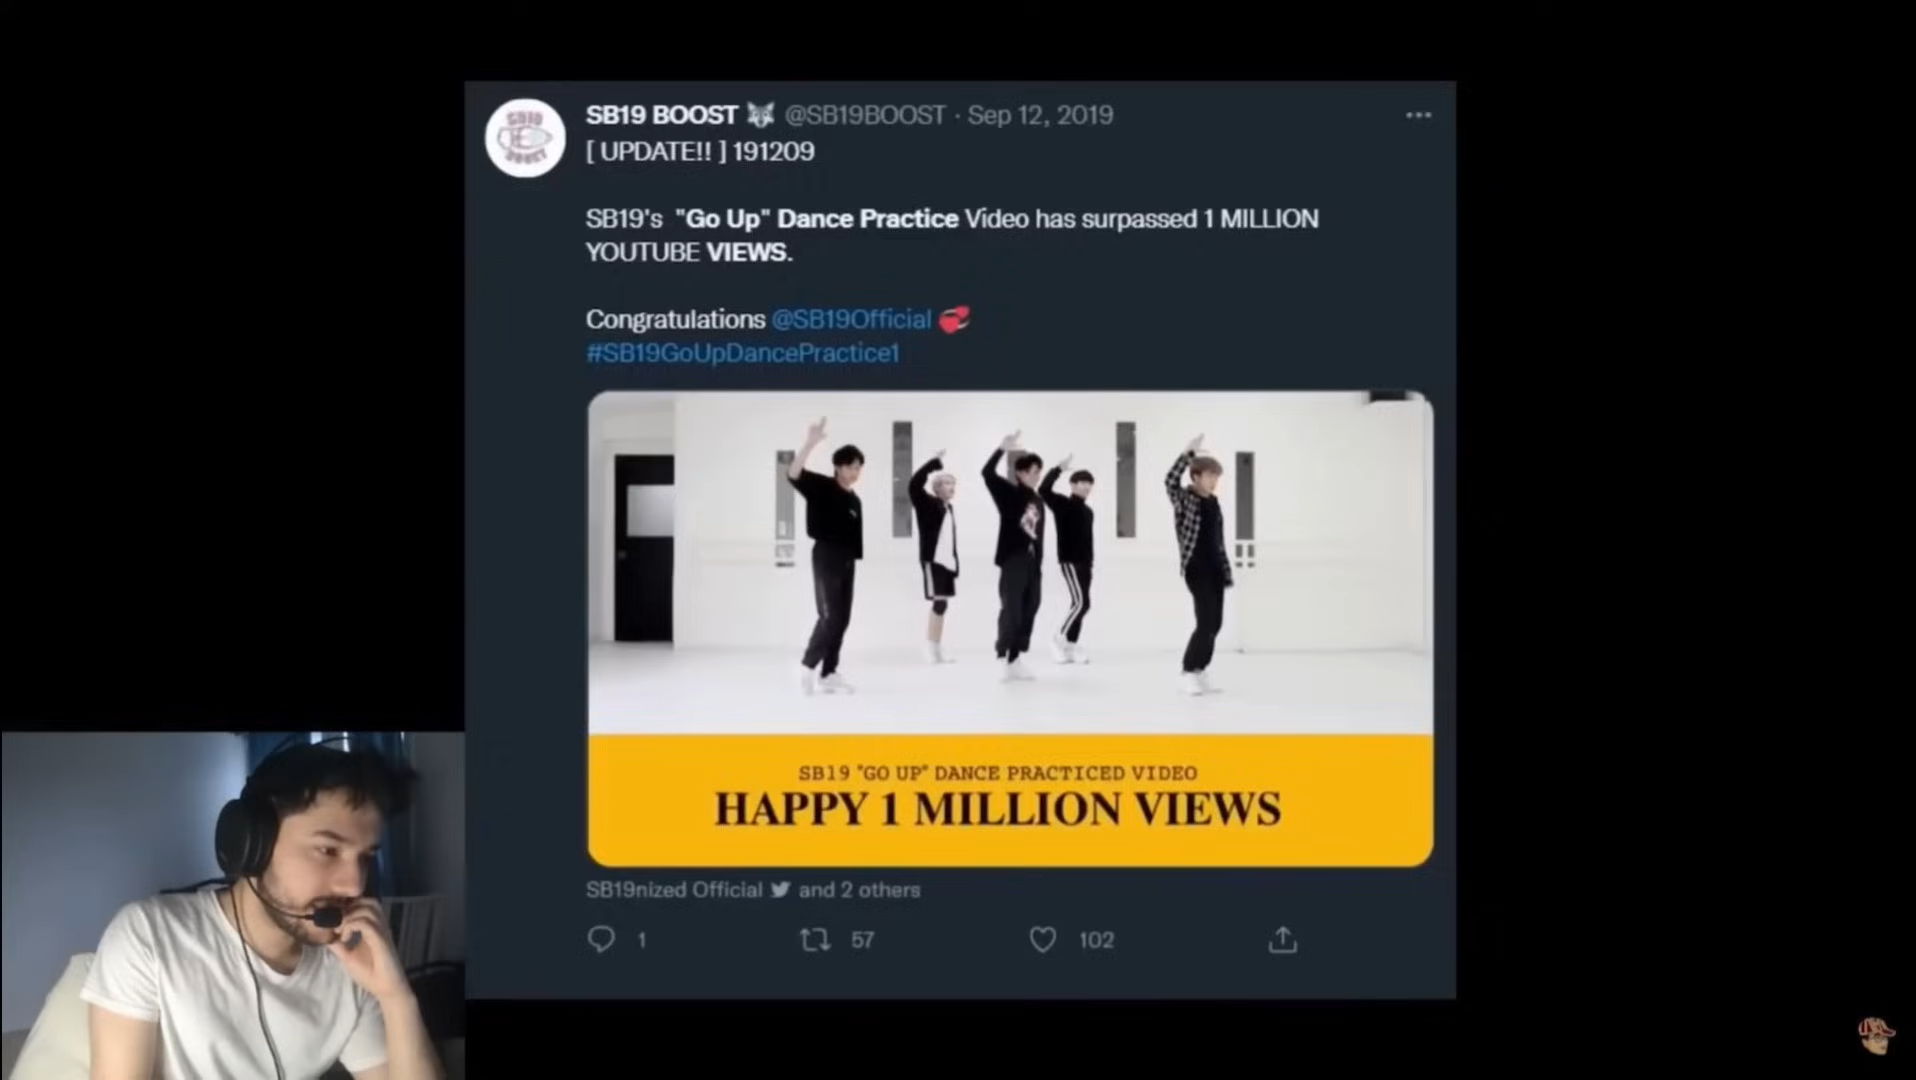 SB19 BOOST @SB19BOOST · Sep 12, 2019
[ UPDATE!! ] 191209
SB19's "Go Up" Dance Practice Video has surpassed 1 MILLION
YOUTUBE VIEWS.
Congratulations @SB19Official 💞
#SB19GoUpDancePractice1
SB19 "GO UP" DANCE PRACTICED VIDEO
HAPPY 1 MILLION VIEWS
SB19nized Official and 2 others
1 57 102